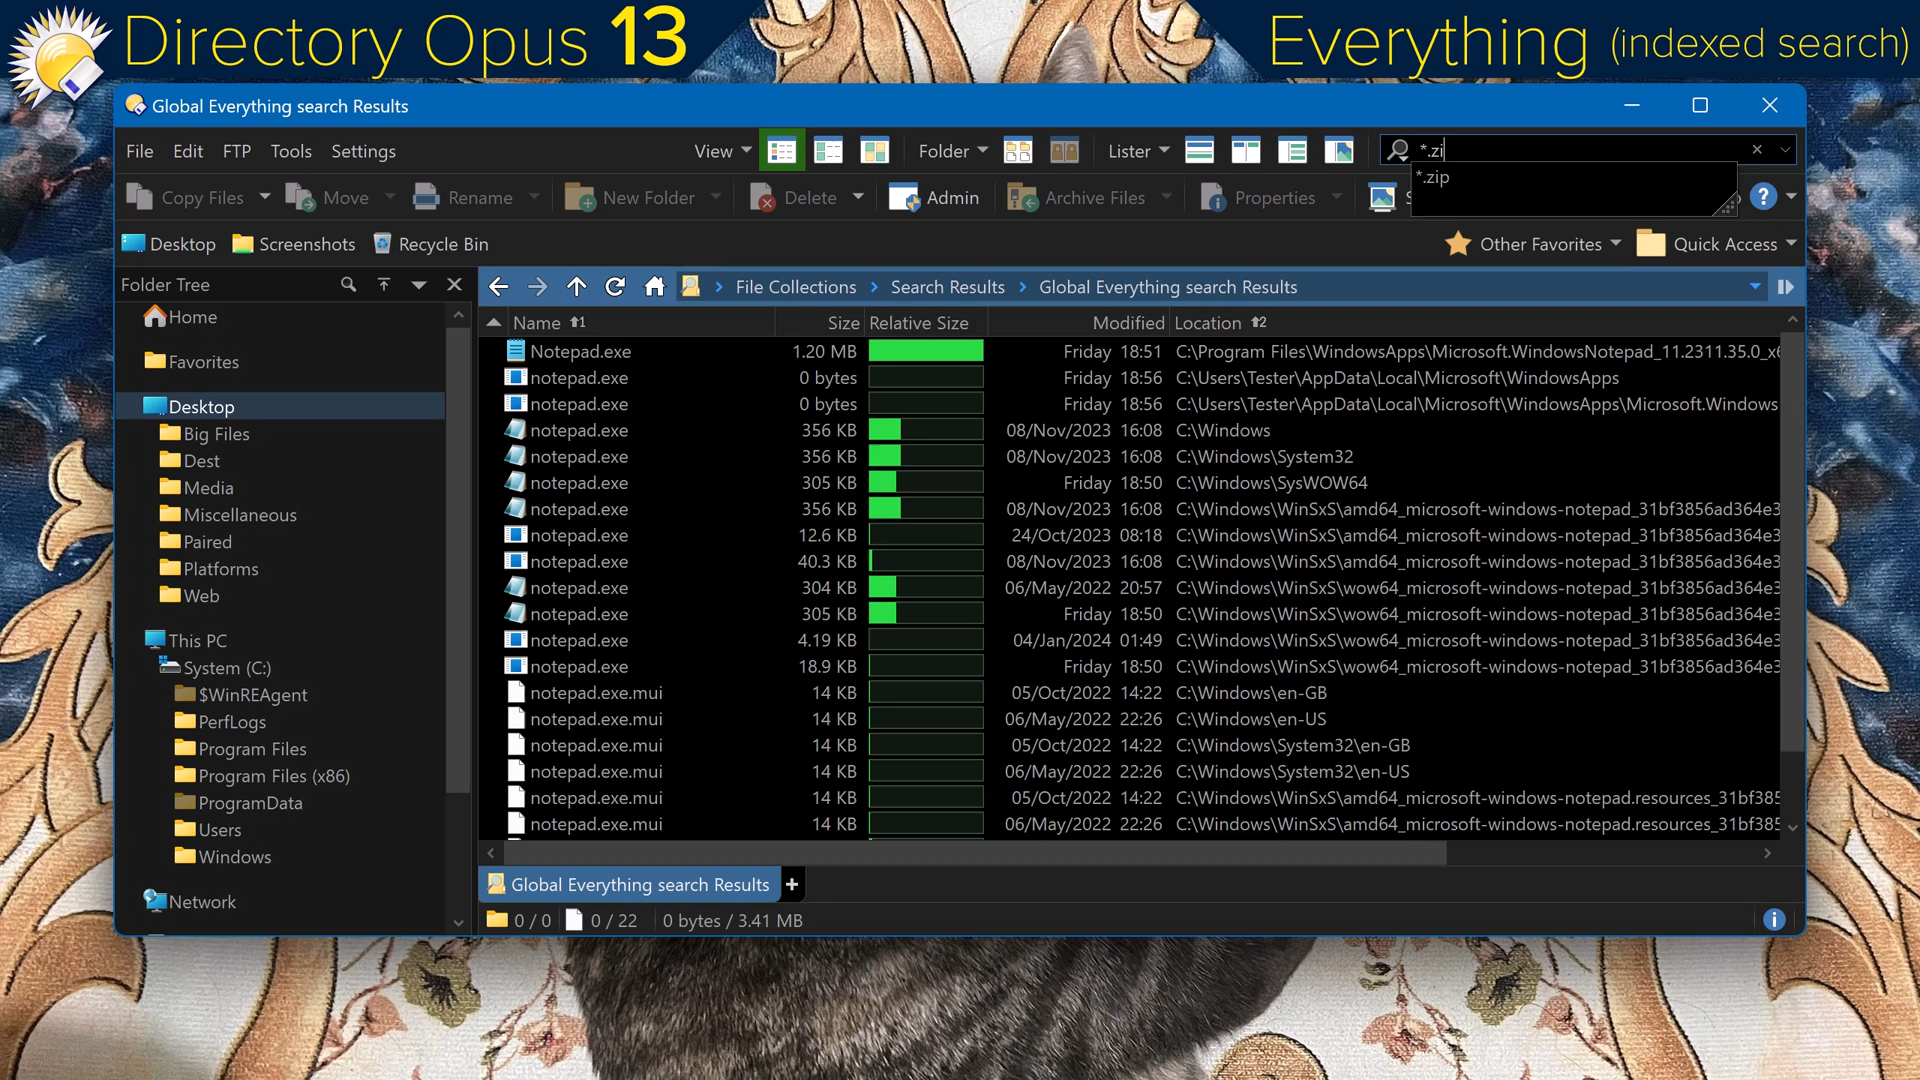 Directory Opus 13
Everything (indexed search)
Global Everything search Results
File Edit FTP Tools Settings View Folder Lister *.zi
*.zip
Copy Files Move Rename New Folder Delete Admin Archive Files Properties
Desktop Screenshots Recycle Bin Other Favorites Quick Access
Folder Tree
File Collections Search Results Global Everything search Results
Name 1 Size Relative Size Modified Location 2
Home
Favorites
Desktop
Big Files
Dest
Media
Miscellaneous
Paired
Platforms
Web
This PC
System (C:)
$WinREAgent
PerfLogs
Program Files
Program Files (x86)
ProgramData
Users
Windows
Network
Notepad.exe 1.20 MB Friday 18:51 C:\Program Files\WindowsApps\Microsoft.WindowsNotepad_11.2311.35.0_x6
notepad.exe 0 bytes Friday 18:56 C:\Users\Tester\AppData\Local\Microsoft\WindowsApps
notepad.exe 0 bytes Friday 18:56 C:\Users\Tester\AppData\Local\Microsoft\WindowsApps\Microsoft.Windows
notepad.exe 356 KB 08/Nov/2023 16:08 C:\Windows
notepad.exe 356 KB 08/Nov/2023 16:08 C:\Windows\System32
notepad.exe 305 KB Friday 18:50 C:\Windows\SysWOW64
notepad.exe 356 KB 08/Nov/2023 16:08 C:\Windows\WinSxS\amd64_microsoft-windows-notepad_31bf3856ad364e3
notepad.exe 12.6 KB 24/Oct/2023 08:18 C:\Windows\WinSxS\amd64_microsoft-windows-notepad_31bf3856ad364e3
notepad.exe 40.3 KB 08/Nov/2023 16:08 C:\Windows\WinSxS\amd64_microsoft-windows-notepad_31bf3856ad364e3
notepad.exe 304 KB 06/May/2022 20:57 C:\Windows\WinSxS\wow64_microsoft-windows-notepad_31bf3856ad364e3
notepad.exe 305 KB Friday 18:50 C:\Windows\WinSxS\wow64_microsoft-windows-notepad_31bf3856ad364e3
notepad.exe 4.19 KB 04/Jan/2024 01:49 C:\Windows\WinSxS\wow64_microsoft-windows-notepad_31bf3856ad364e3
notepad.exe 18.9 KB Friday 18:50 C:\Windows\WinSxS\wow64_microsoft-windows-notepad_31bf3856ad364e3
notepad.exe.mui 14 KB 05/Oct/2022 14:22 C:\Windows\en-GB
notepad.exe.mui 14 KB 06/May/2022 22:26 C:\Windows\en-US
notepad.exe.mui 14 KB 05/Oct/2022 14:22 C:\Windows\System32\en-GB
notepad.exe.mui 14 KB 06/May/2022 22:26 C:\Windows\System32\en-US
notepad.exe.mui 14 KB 05/Oct/2022 14:22 C:\Windows\WinSxS\amd64_microsoft-windows-notepad.resources_31bf385
notepad.exe.mui 14 KB 06/May/2022 22:26 C:\Windows\WinSxS\amd64_microsoft-windows-notepad.resources_31bf385
Global Everything search Results
0 / 0 0 / 22 0 bytes / 3.41 MB